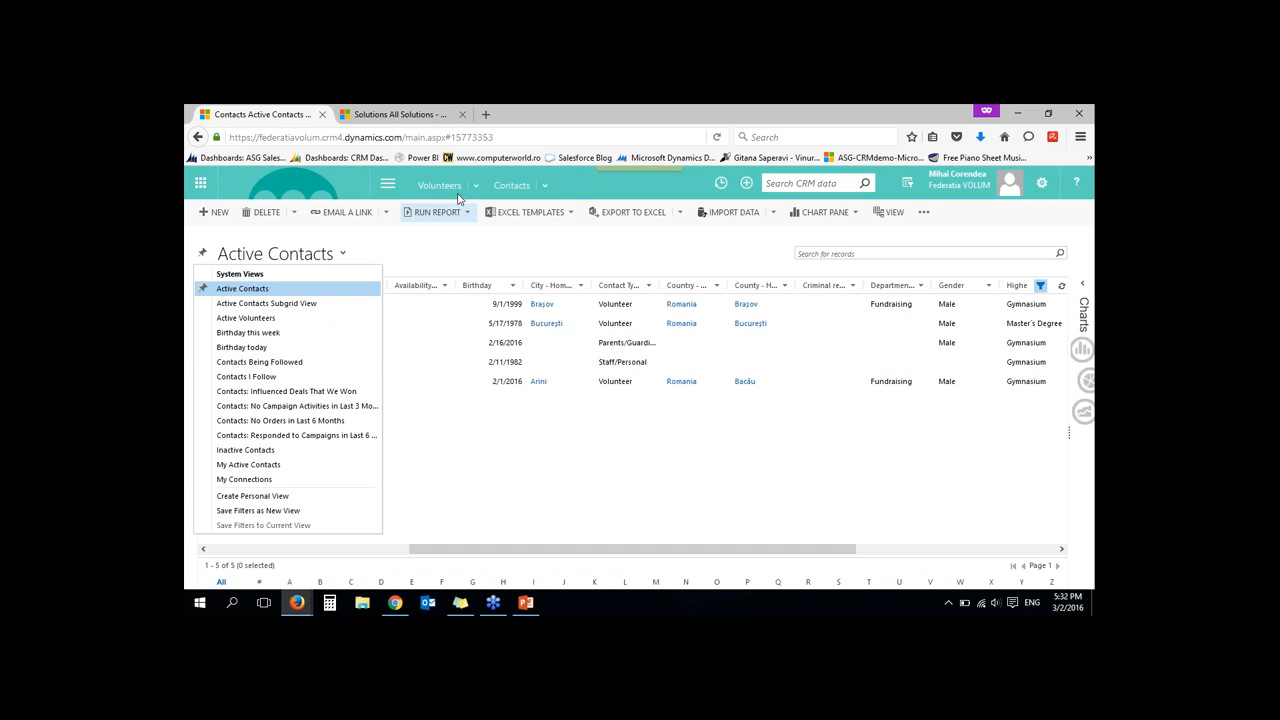 Contacts Active Contacts ... Solutions All Solutions - ...
https://federatiavolum.crm4.dynamics.com/main.aspx#15773353 Search
Dashboards: ASG Sales... Dashboards: CRM Das... Power BI CW www.computerworld.ro Salesforce Blog Microsoft Dynamics D... Gitana Saperavi - Vinur... ASG-CRMdemo-Micro... Free Piano Sheet Musi... »
Volunteers Contacts Search CRM data Mihai Corendea
Federatia VOLUM ?
+ NEW DELETE EMAIL A LINK RUN REPORT EXCEL TEMPLATES EXPORT TO EXCEL IMPORT DATA CHART PANE VIEW ...
Active Contacts Search for records
System Views
Active Contacts
Active Contacts Subgrid View
Active Volunteers
Birthday this week
Birthday today
Contacts Being Followed
Contacts I Follow
Contacts: Influenced Deals That We Won
Contacts: No Campaign Activities in Last 3 Mo...
Contacts: No Orders in Last 6 Months
Contacts: Responded to Campaigns in Last 6 ...
Inactive Contacts
My Active Contacts
My Connections
Create Personal View
Save Filters as New View
Save Filters to Current View
Availability... Birthday City - Hom... Contact Ty... Country - ... County - H... Criminal re... Departmen... Gender Highe
9/1/1999 Brașov Volunteer Romania Brașov Fundraising Male Gymnasium
5/17/1978 București Volunteer Romania București Male Master's Degree
2/16/2016 Parents/Guardi... Male Gymnasium
2/11/1982 Staff/Personal Gymnasium
2/1/2016 Arini Volunteer Romania Bacău Fundraising Male Gymnasium
Charts
1 - 5 of 5 (0 selected) Page 1
All # A B C D E F G H I J K L M N O P Q R S T U V W X Y Z
ENG 5:32 PM
3/2/2016